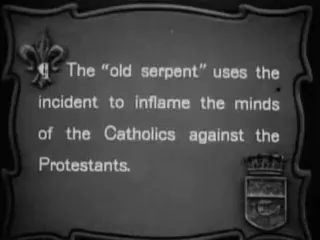 The “old serpent” uses the
incident to inflame the minds
of the Catholics against the
Protestants.